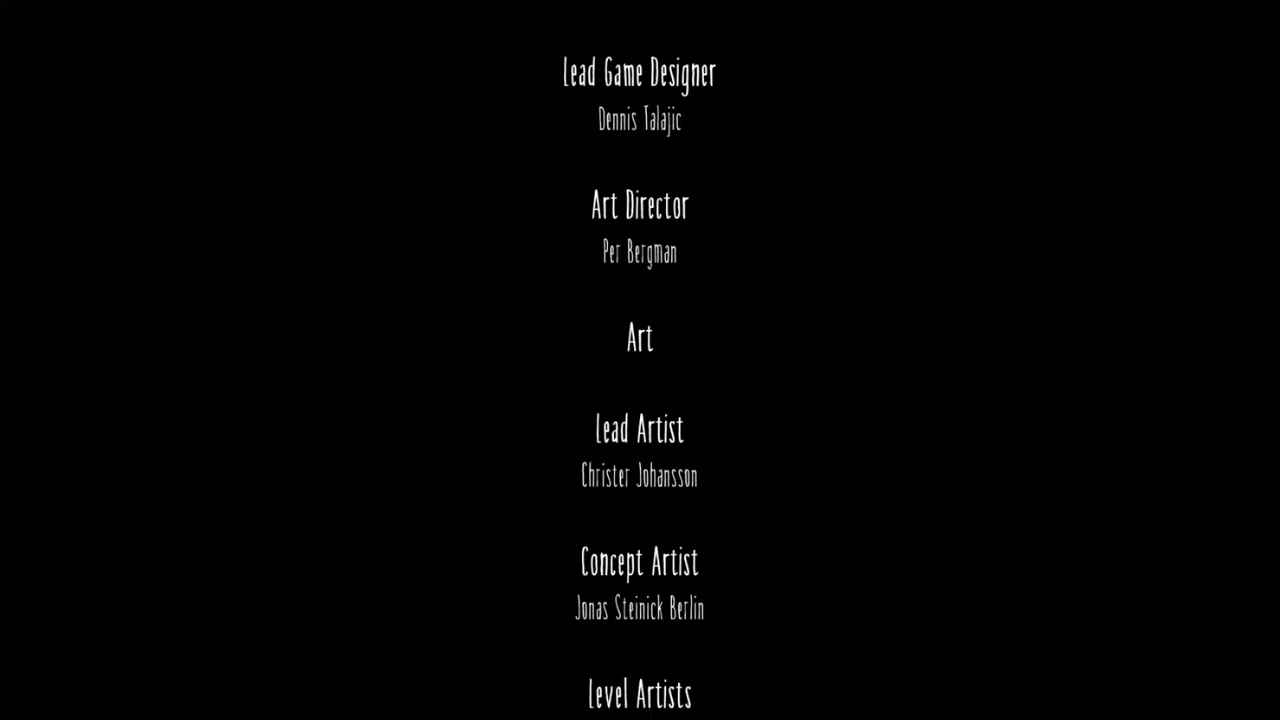 Lead Game Designer
Dennis Talajic
Art Director
Per Bergman
Art
Lead Artist
Christer Johansson
Concept Artist
Jonas Steinick Berlin
Level Artists